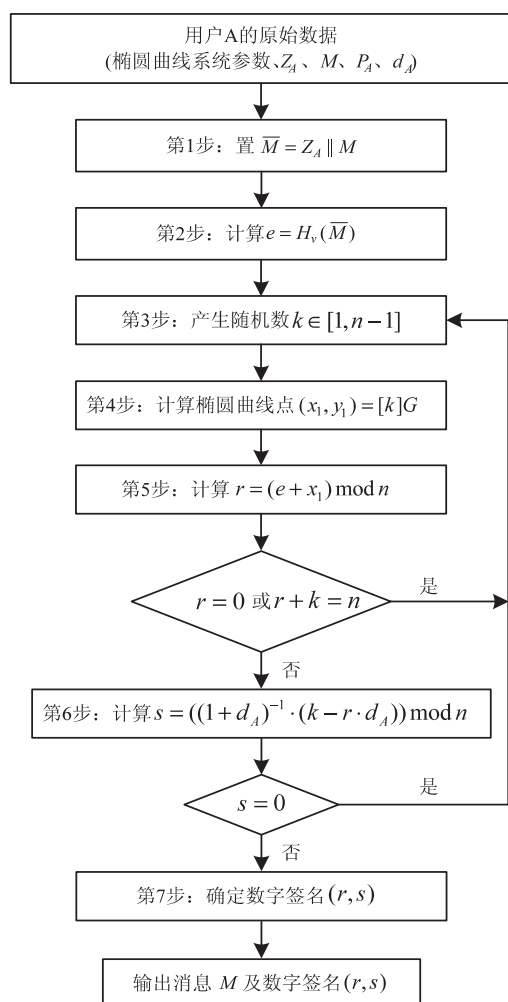 用户A的原始数据
(椭圆曲线系统参数、Z_A、M、P_A、d_A)
第1步：置 M̅ = Z_A ∥ M
第2步：计算 e = H_v(M̅)
第3步：产生随机数 k ∈ [1, n−1]
第4步：计算椭圆曲线点 (x₁, y₁) = [k]G
第5步：计算 r = (e + x₁) mod n
r = 0 或 r + k = n
是
否
第6步：计算 s = ((1 + d_A)⁻¹ · (k − r · d_A)) mod n
s = 0
是
否
第7步：确定数字签名 (r, s)
输出消息 M 及数字签名 (r, s)